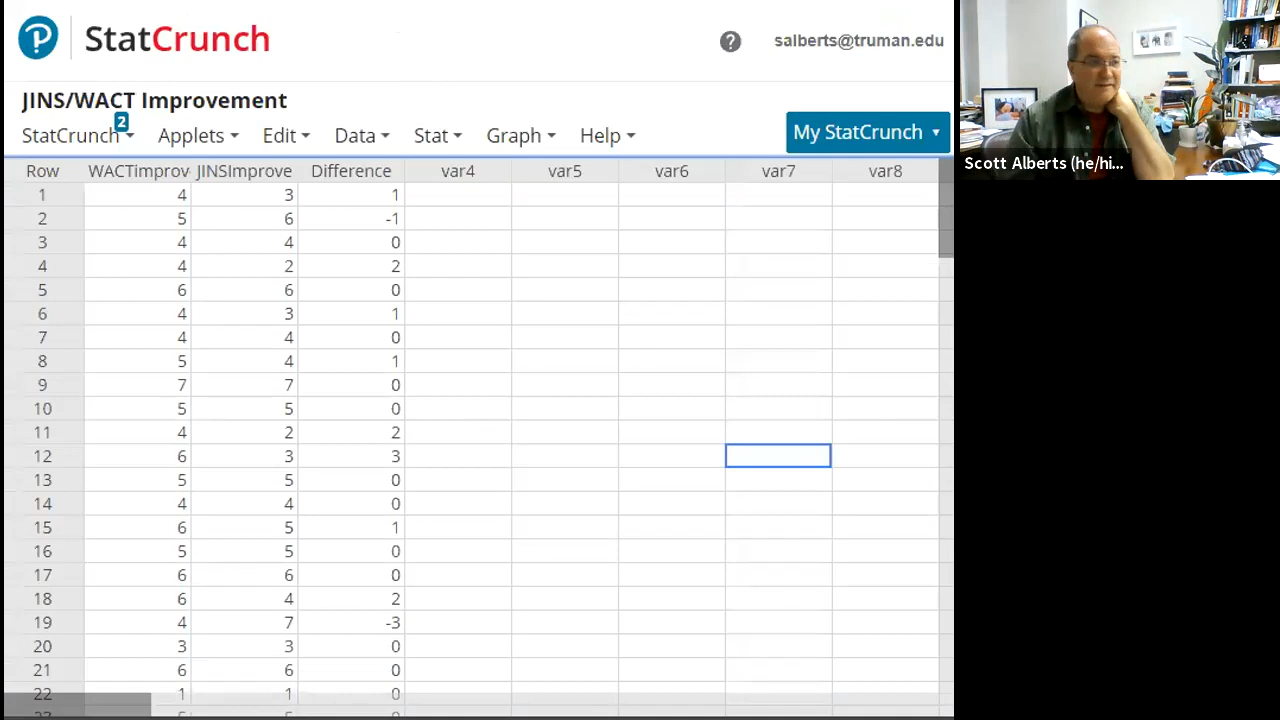 StatCrunch
salberts@truman.edu
JINS/WACT Improvement
StatCrunch 2 Applets Edit Data Stat Graph Help My StatCrunch
Row WACTimprov JINSImprove Difference var4 var5 var6 var7 var8
1 4 3 1
2 5 6 -1
3 4 4 0
4 4 2 2
5 6 6 0
6 4 3 1
7 4 4 0
8 5 4 1
9 7 7 0
10 5 5 0
11 4 2 2
12 6 3 3
13 5 5 0
14 4 4 0
15 6 5 1
16 5 5 0
17 6 6 0
18 6 4 2
19 4 7 -3
20 3 3 0
21 6 6 0
22 1 1 0
Scott Alberts (he/hi...